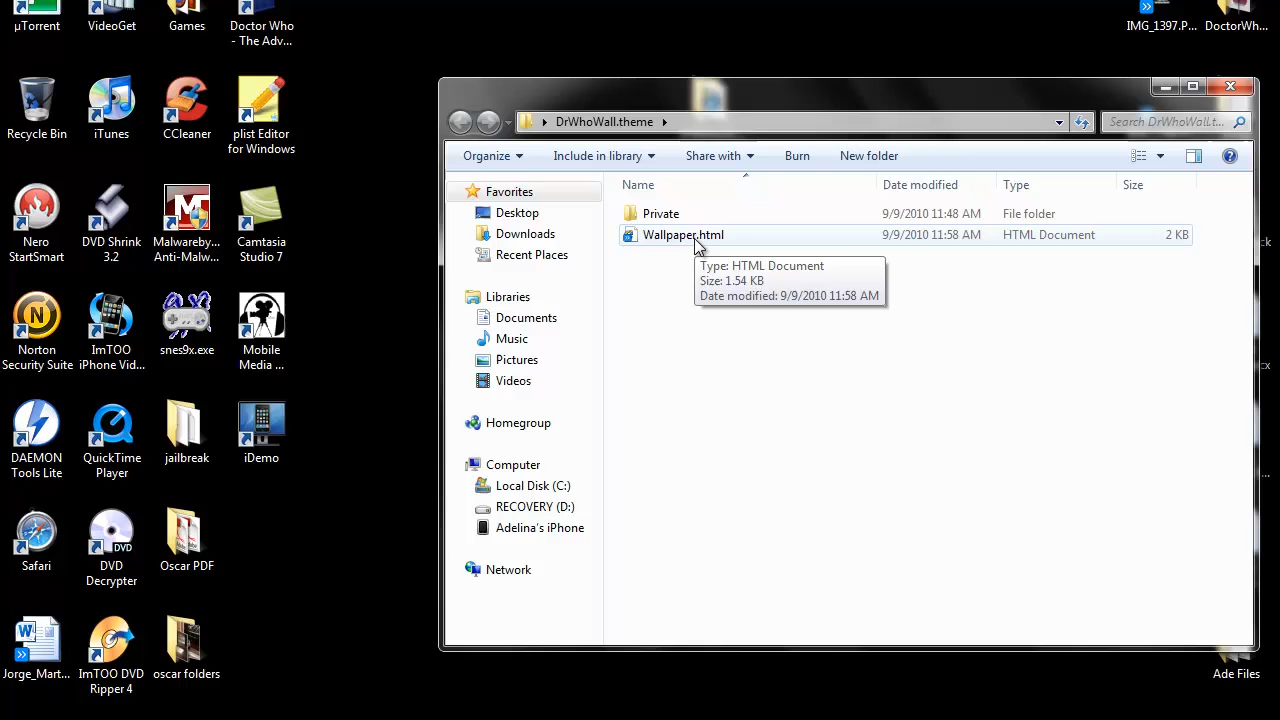 µTorrent
VideoGet
Games
Doctor Who
- The Adv...
IMG_1397.P...
DoctorWh...
Recycle Bin
iTunes
CCleaner
plist Editor
for Windows
Nero
StartSmart
DVD Shrink
3.2
Malwareby...
Anti-Malw...
Camtasia
Studio 7
Norton
Security Suite
ImTOO
iPhone Vid...
snes9x.exe
Mobile
Media ...
DAEMON
Tools Lite
QuickTime
Player
jailbreak
iDemo
Safari
DVD
DVD
Decrypter
Oscar PDF
Jorge_Mart...
ImTOO DVD
Ripper 4
oscar folders
DrWhoWall.theme
Search DrWhoWall.t...
Organize
Include in library
Share with
Burn
New folder
Name
Date modified
Type
Size
Favorites
Desktop
Downloads
Recent Places
Libraries
Documents
Music
Pictures
Videos
Homegroup
Computer
Local Disk (C:)
RECOVERY (D:)
Adelina's iPhone
Network
Private
9/9/2010 11:48 AM
File folder
Wallpaper.html
9/9/2010 11:58 AM
HTML Document
2 KB
Type: HTML Document
Size: 1.54 KB
Date modified: 9/9/2010 11:58 AM
Ade Files